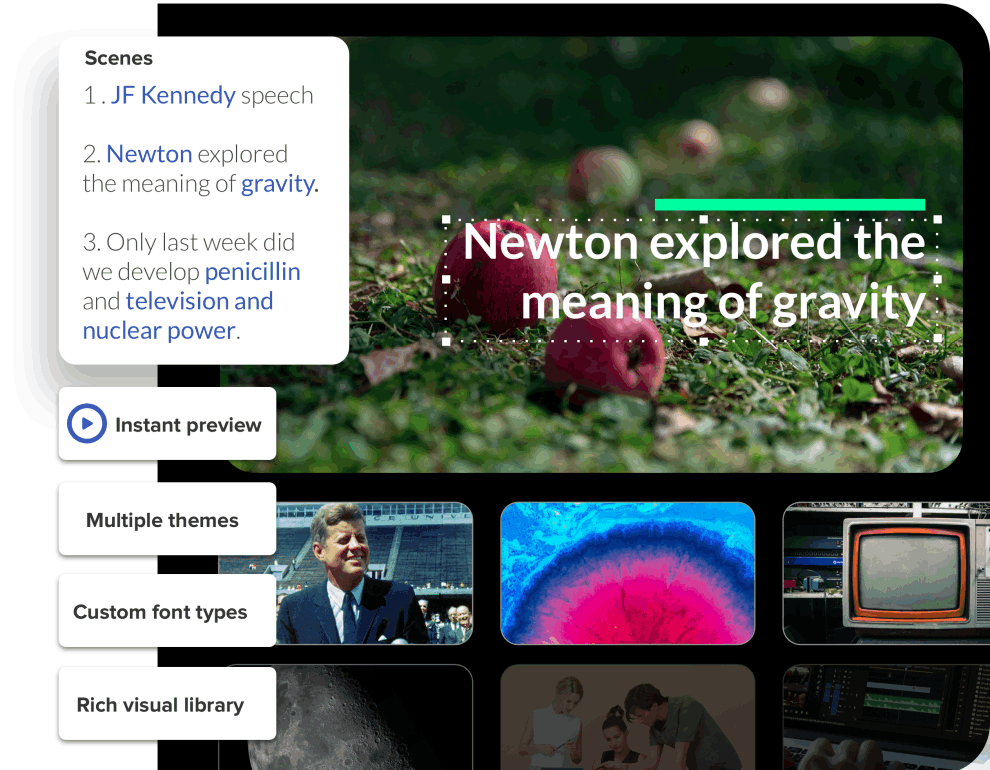 Scenes
1 . JF Kennedy speech
2. Newton explored
the meaning of gravity.
3. Only last week did
we develop penicillin
and television and
nuclear power.
Newton explored the
meaning of gravity
Instant preview
Multiple themes
Custom font types
Rich visual library